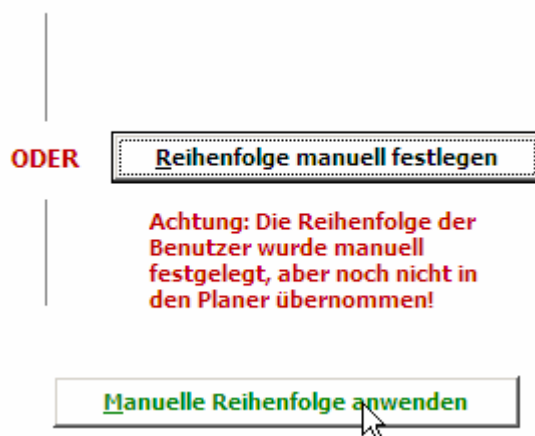 ODER
Reihenfolge manuell festlegen
Achtung: Die Reihenfolge der
Benutzer wurde manuell
festgelegt, aber noch nicht in
den Planer übernommen!
Manuelle Reihenfolge anwenden